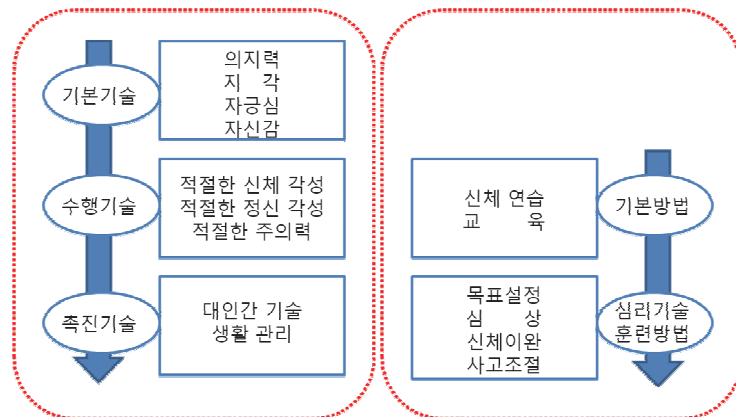 기본기술
의지력
지 각
자긍심
자신감
수행기술
적절한 신체 각성
적절한 정신 각성
적절한 주의력
촉진기술
대인간 기술
생활 관리
신체 연습
교 육
기본방법
목표설정
심 상
신체이완
사고조절
심리기술
훈련방법